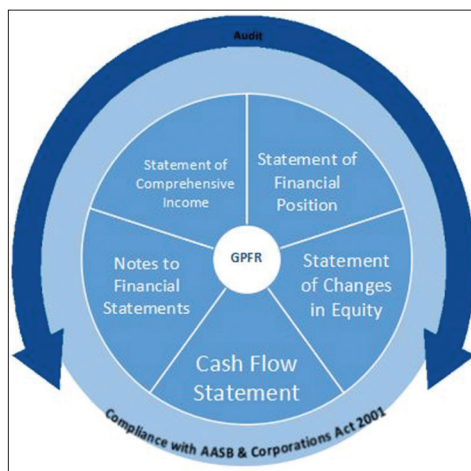 Audit
Statement of
Comprehensive
Income
Statement of
Financial
Position
GPFR
Notes to
Financial
Statements
Statement
of Changes
in Equity
Cash Flow
Statement
Compliance with AASB & Corporations Act 2001